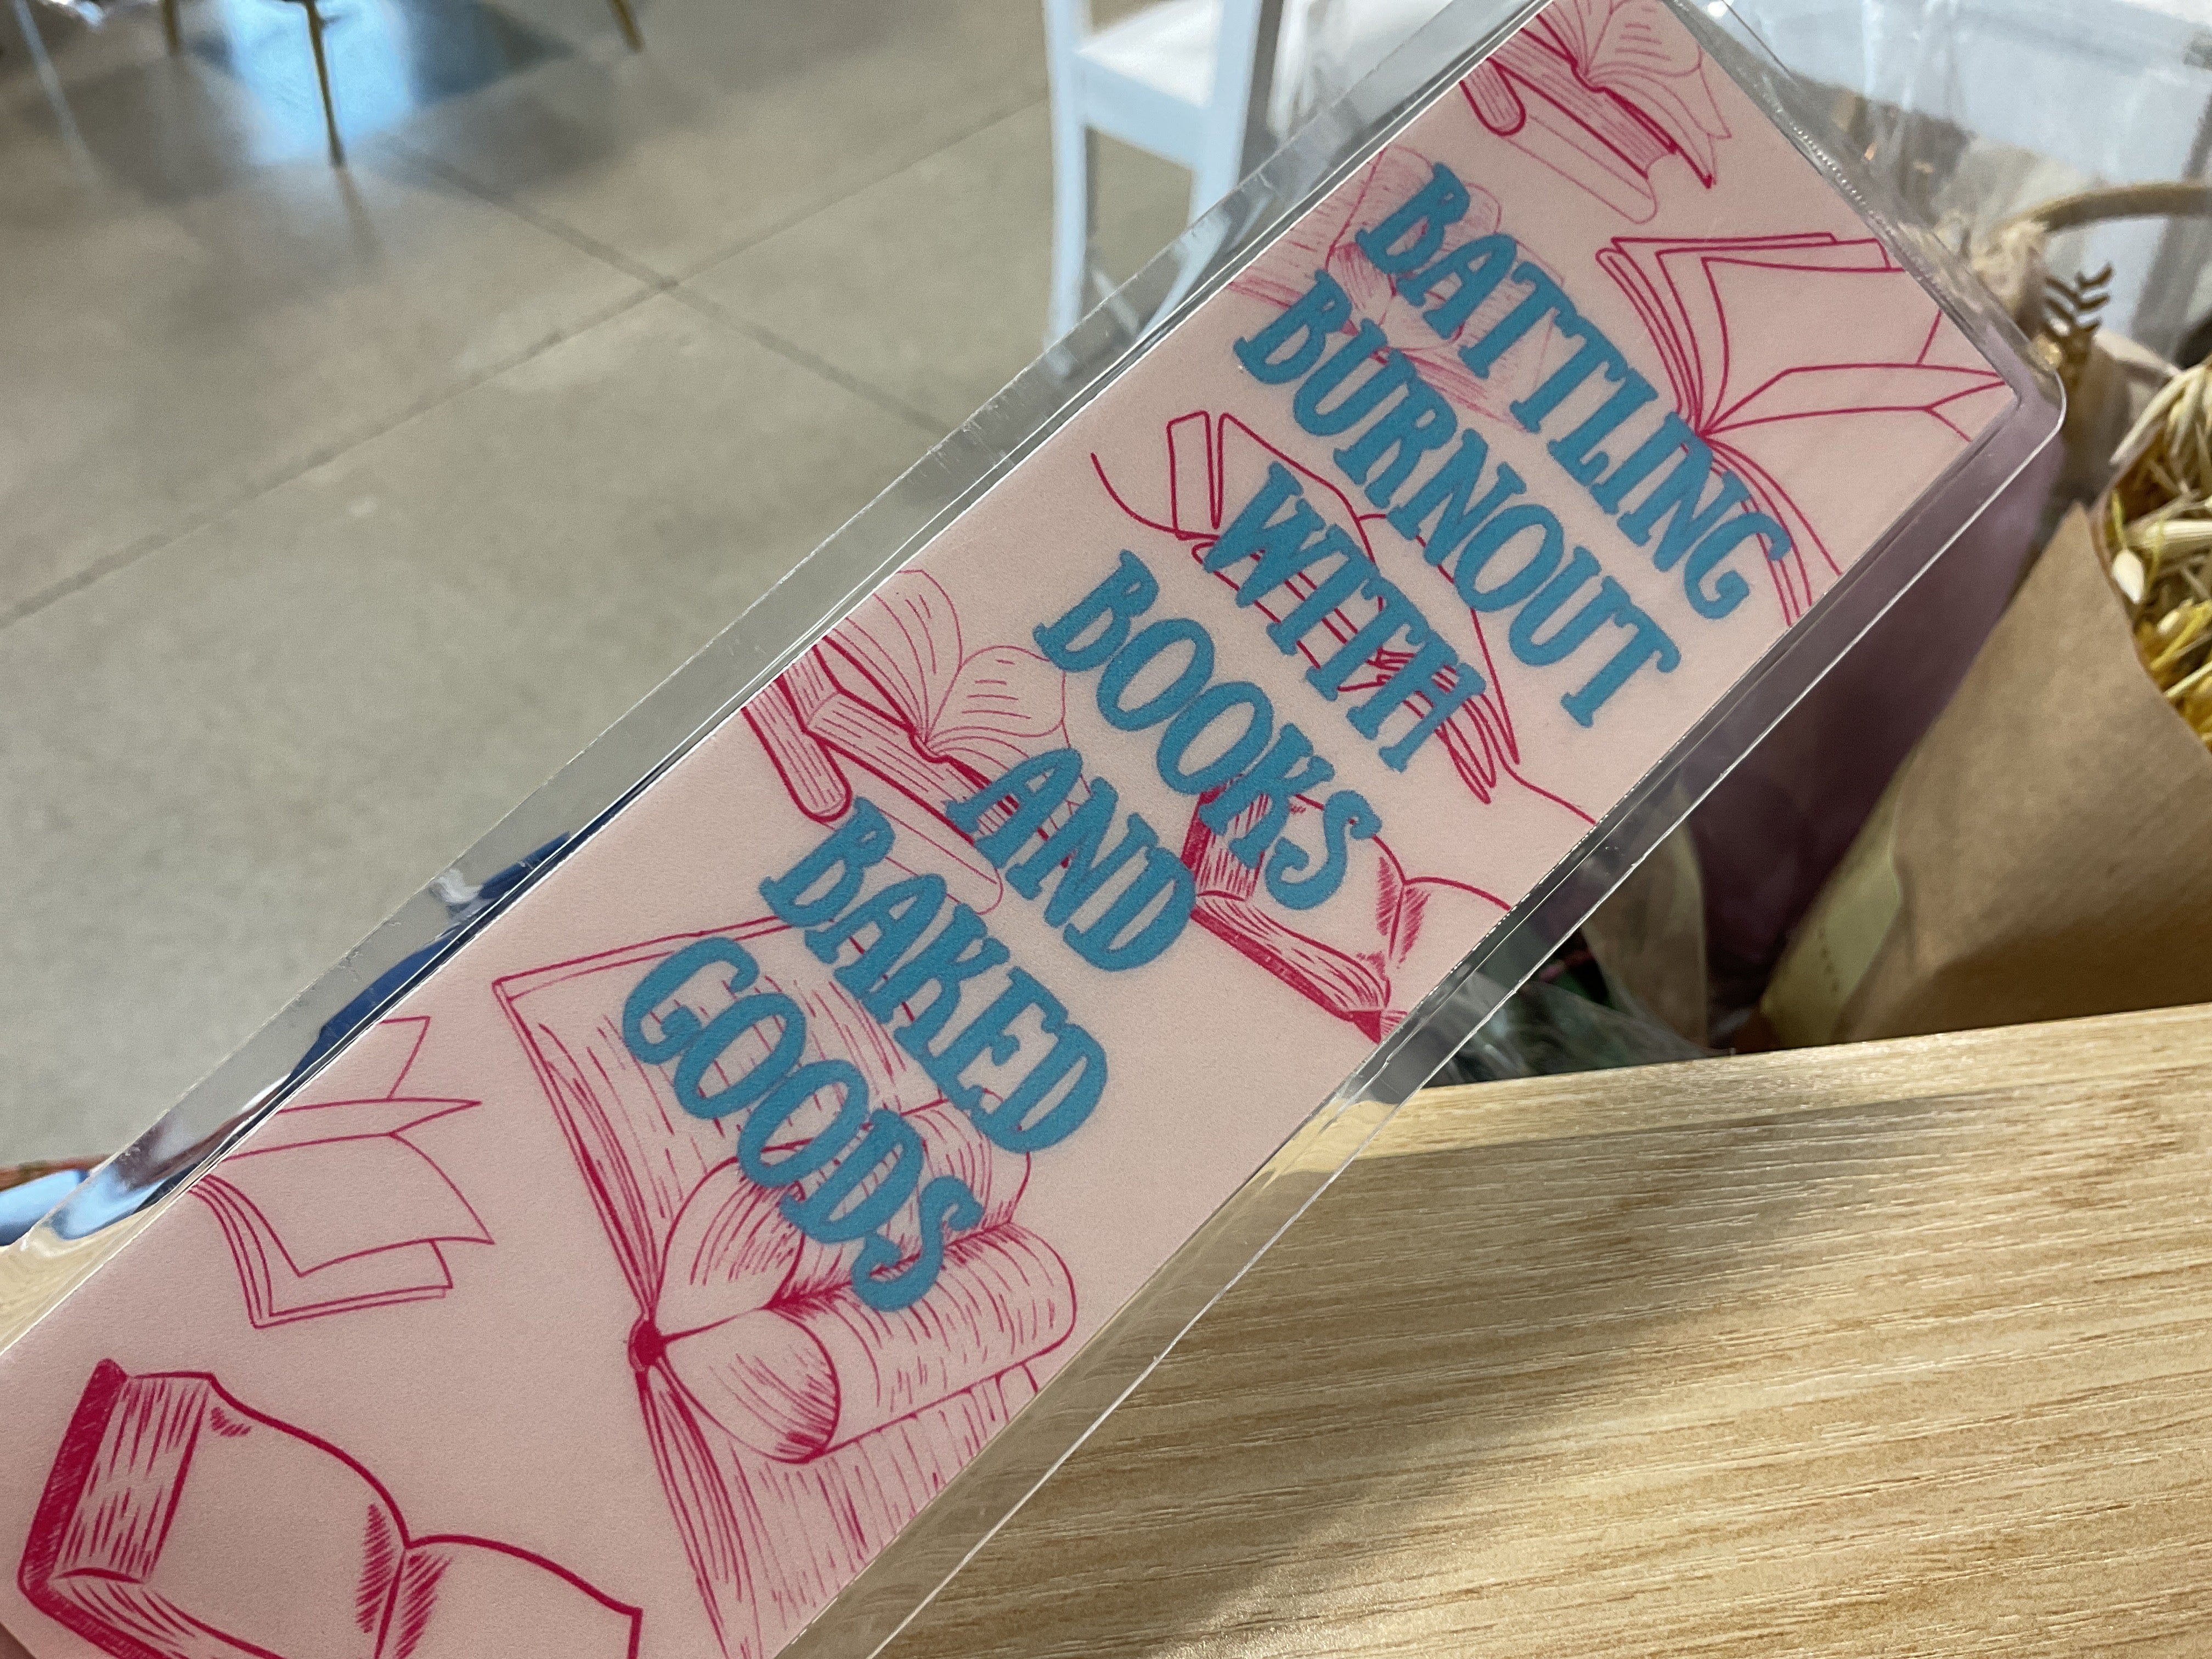 BATTLING
BURNOUT
WITH
BOOKS
AND
BAKED
GOODS